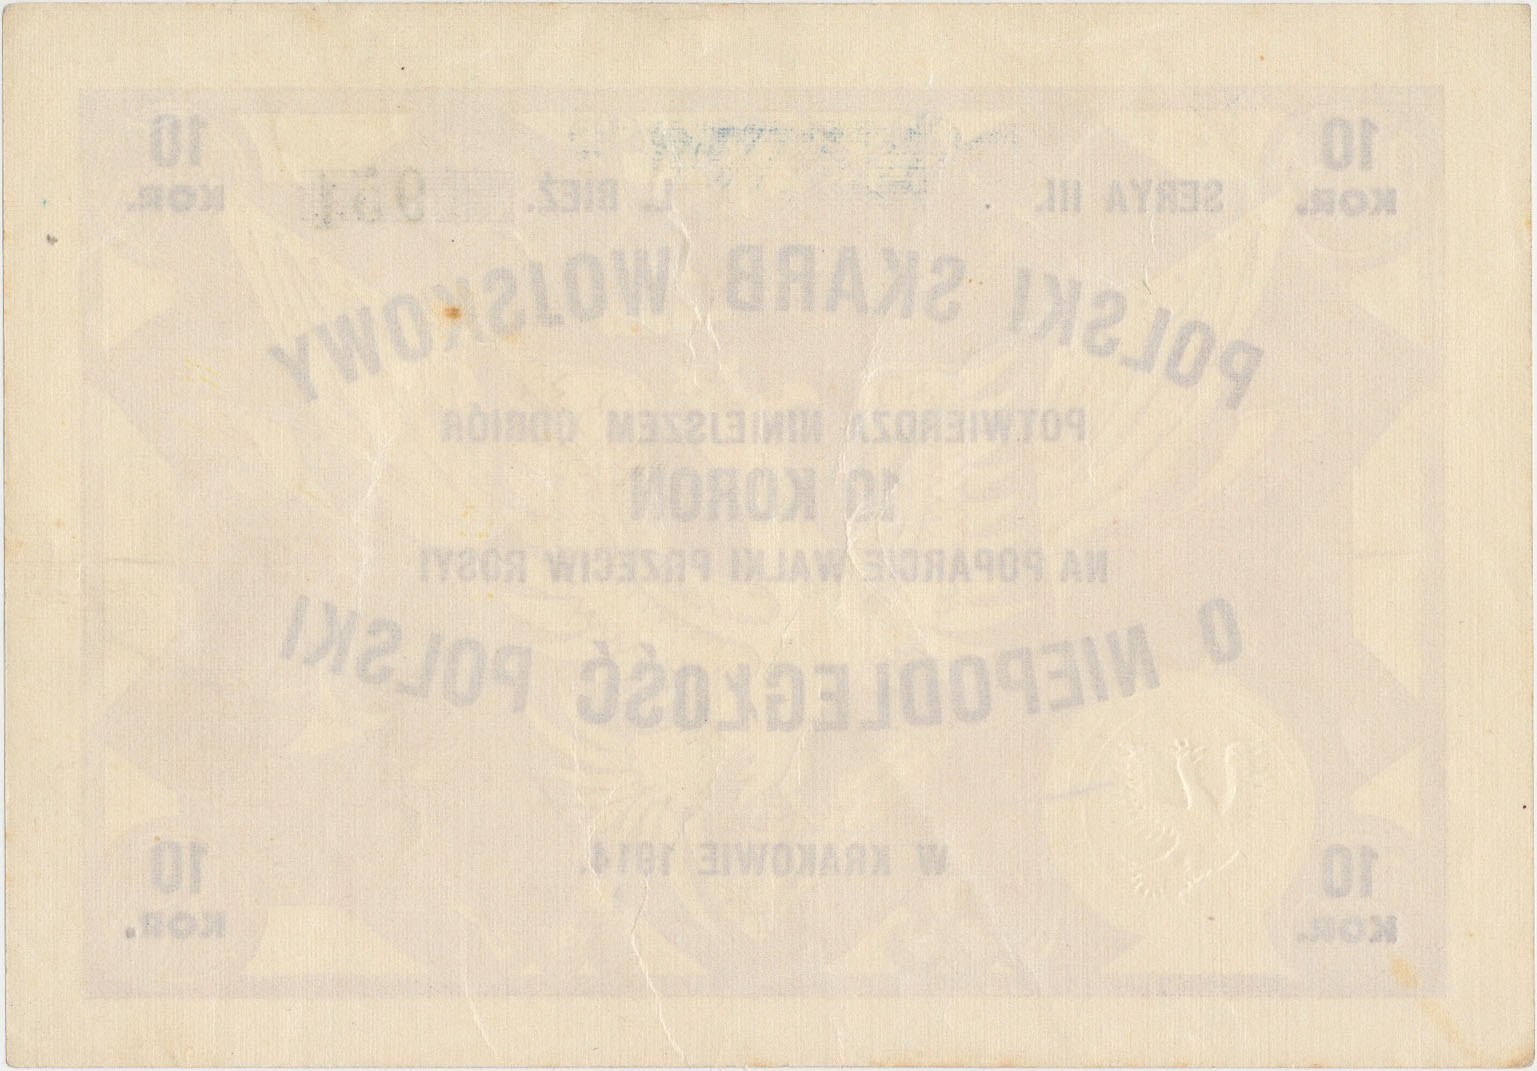 10 10
KOR. SERYA III. L. BIEŻ. KOR.
POLSKI SKARB WOJSKOWY
POTWIERDZA NINIEJSZEM ODBIÓR
10 KORON
NA POPARCIE WALKI PRZECIW ROSYI
O NIEPODLEGŁOŚĆ POLSKI
W KRAKOWIE 1914.
10 10
KOR. KOR.